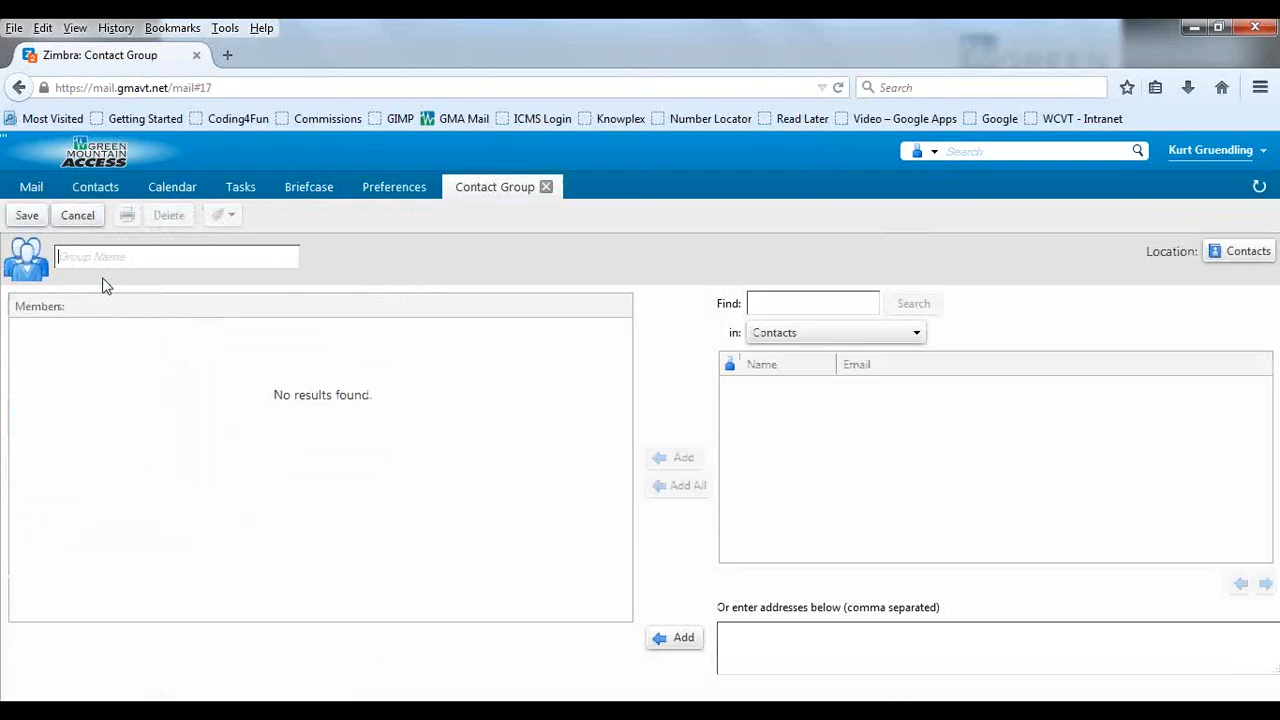 File Edit View History Bookmarks Tools Help
Zimbra: Contact Group
https://mail.gmavt.net/mail#17
Search
Most Visited Getting Started Coding4Fun Commrissions GIMP GMA Mail ICMS Login Knowplex Number Locator Read Later Video – Google Apps Google WCVT - Intranet
GREEN
MOUNTAIN
ACCESS
Search
Kurt Gruendling
Mail Contacts Calendar Tasks Briefcase Preferences Contact Group
Save Cancel Delete
Group Name
Location: Contacts
Members:
No results found.
Find: Search
in: Contacts
Name Email
Add
Add All
Or enter addresses below (comma separated)
Add